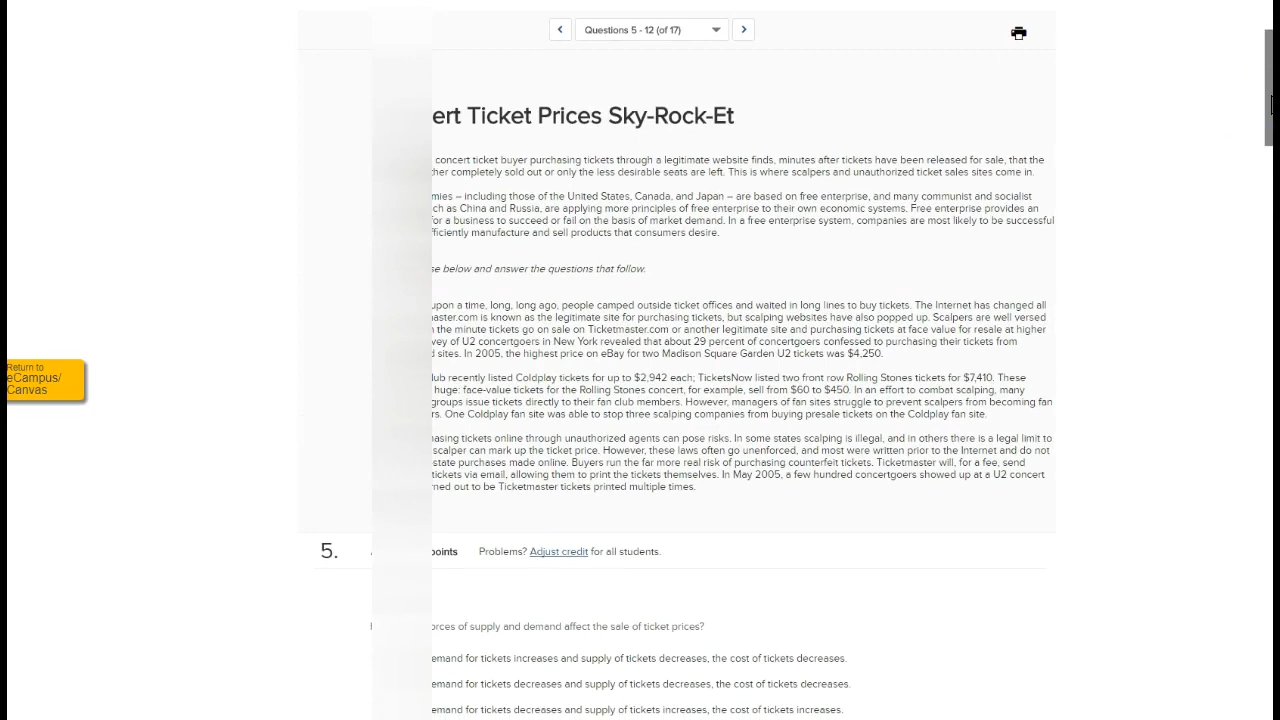 Questions 5 - 12 (of 17)
Ticket Prices Sky-Rock-Et
concert ticket buyer purchasing tickets through a legitimate website finds, minutes after tickets have been released for sale, that the
completely sold out or only the less desirable seats are left. This is where scalpers and unauthorized ticket sales sites come in.
– including those of the United States, Canada, and Japan – are based on free enterprise, and many communist and socialist
as China and Russia, are applying more principles of free enterprise to their own economic systems. Free enterprise provides an
for a business to succeed or fail on the basis of market demand. In a free enterprise system, companies are most likely to be successful
manufacture and sell products that consumers desire.
below and answer the questions that follow.
upon a time, long, long ago, people camped outside ticket offices and waited in long lines to buy tickets. The Internet has changed all
is known as the legitimate site for purchasing tickets, but scalping websites have also popped up. Scalpers are well versed
the minute tickets go on sale on Ticketmaster.com or another legitimate site and purchasing tickets at face value for resale at higher
of U2 concertgoers in New York revealed that about 29 percent of concertgoers confessed to purchasing their tickets from
sites. In 2005, the highest price on eBay for two Madison Square Garden U2 tickets was $4,250.
recently listed Coldplay tickets for up to $2,942 each; TicketsNow listed two front row Rolling Stones tickets for $7,410. These
huge: face-value tickets for the Rolling Stones concert, for example, sell from $60 to $450. In an effort to combat scalping, many
groups issue tickets directly to their fan club members. However, managers of fan sites struggle to prevent scalpers from becoming fan
One Coldplay fan site was able to stop three scalping companies from buying presale tickets on the Coldplay fan site.
tickets online through unauthorized agents can pose risks. In some states scalping is illegal, and in others there is a legal limit to
scalper can mark up the ticket price. However, these laws often go unenforced, and most were written prior to the Internet and do not
purchases made online. Buyers run the far more real risk of purchasing counterfeit tickets. Ticketmaster will, for a fee, send
tickets via email, allowing them to print the tickets themselves. In May 2005, a few hundred concertgoers showed up at a U2 concert
out to be Ticketmaster tickets printed multiple times.
Return to
eCampus/
Canvas
5. points Problems? Adjust credit for all students.
of supply and demand affect the sale of ticket prices?
for tickets increases and supply of tickets decreases, the cost of tickets decreases.
for tickets decreases and supply of tickets decreases, the cost of tickets decreases.
for tickets decreases and supply of tickets increases, the cost of tickets increases.